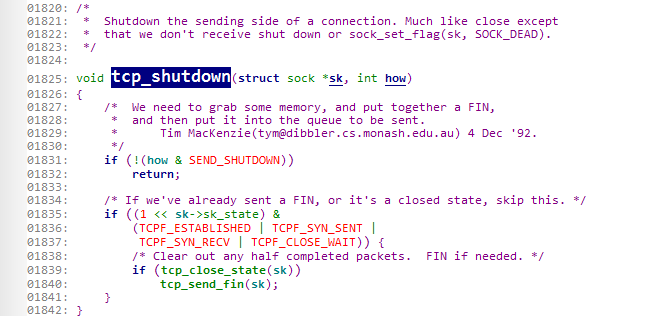 01820: /*
01821:  *  Shutdown the sending side of a connection. Much like close except
01822:  *  that we don't receive shut down or sock_set_flag(sk, SOCK_DEAD).
01823:  */
01824:
01825: void tcp_shutdown(struct sock *sk, int how)
01826: {
01827:     /*  We need to grab some memory, and put together a FIN,
01828:      *  and then put it into the queue to be sent.
01829:      *      Tim MacKenzie(tym@dibbler.cs.monash.edu.au) 4 Dec '92.
01830:      */
01831:     if (!(how & SEND_SHUTDOWN))
01832:         return;
01833:
01834:     /* If we've already sent a FIN, or it's a closed state, skip this. */
01835:     if ((1 << sk->sk_state) &
01836:         (TCPF_ESTABLISHED | TCPF_SYN_SENT |
01837:          TCPF_SYN_RECV | TCPF_CLOSE_WAIT)) {
01838:         /* Clear out any half completed packets.  FIN if needed. */
01839:         if (tcp_close_state(sk))
01840:             tcp_send_fin(sk);
01841:     }
01842: }